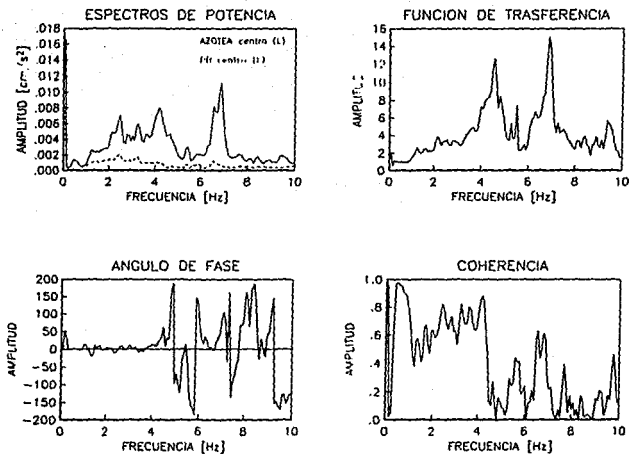 ESPECTROS DE POTENCIA
.018
.016
.014
.012
.010
.008
.006
.004
.002
.000
AMPLITUD [cm/s²]
AZOTEA centro (L)
centro (L)
0 2 4 6 8 10
FRECUENCIA [Hz]
FUNCION DE TRASFERENCIA
16
14
12
10
8
6
4
2
0
AMPLITUD
0 2 4 6 8 10
FRECUENCIA [Hz]
ANGULO DE FASE
200
150
100
50
0
-50
-100
-150
-200
AMPLITUD
0 2 4 6 8 10
FRECUENCIA [Hz]
COHERENCIA
1.0
.8
.6
.4
.2
.0
AMPLITUD
0 2 4 6 8 10
FRECUENCIA [Hz]